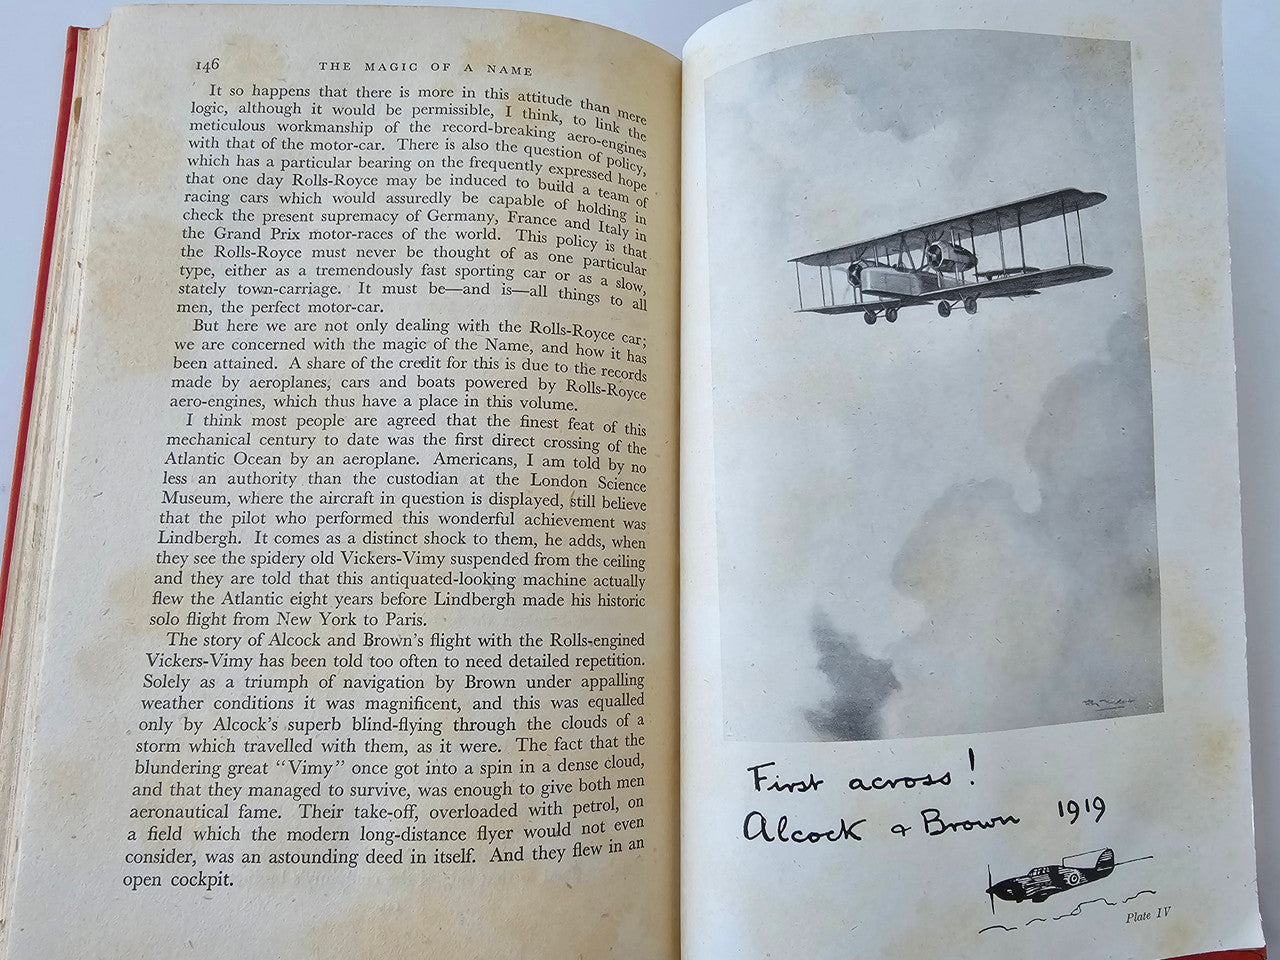 146
THE MAGIC OF A NAME
It so happens that there is more in this attitude than mere
logic, although it would be permissible, I think, to link the
meticulous workmanship of the record-breaking aero-engines
with that of the motor-car. There is also the question of policy,
which has a particular bearing on the frequently expressed hope
that one day Rolls-Royce may be induced to build a team of
racing cars which would assuredly be capable of holding in
check the present supremacy of Germany, France and Italy in
the Grand Prix motor-races of the world. This policy is that
the Rolls-Royce must never be thought of as one particular
type, either as a tremendously fast sporting car or as a slow,
stately town-carriage. It must be—and is—all things to all
men, the perfect motor-car.
But here we are not only dealing with the Rolls-Royce car;
we are concerned with the magic of the Name, and how it has
been attained. A share of the credit for this is due to the records
made by aeroplanes, cars and boats powered by Rolls-Royce
aero-engines, which thus have a place in this volume.
I think most people are agreed that the finest feat of this
mechanical century to date was the first direct crossing of the
Atlantic Ocean by an aeroplane. Americans, I am told by no
less an authority than the custodian at the London Science
Museum, where the aircraft in question is displayed, still believe
that the pilot who performed this wonderful achievement was
Lindbergh. It comes as a distinct shock to them, he adds, when
they see the spidery old Vickers-Vimy suspended from the ceiling
and they are told that this antiquated-looking machine actually
flew the Atlantic eight years before Lindbergh made his historic
solo flight from New York to Paris.
The story of Alcock and Brown's flight with the Rolls-engined
Vickers-Vimy has been told too often to need detailed repetition.
Solely as a triumph of navigation by Brown under appalling
weather conditions it was magnificent, and this was equalled
only by Alcock's superb blind-flying through the clouds of a
storm which travelled with them, as it were. The fact that the
blundering great "Vimy" once got into a spin in a dense cloud,
and that they managed to survive, was enough to give both men
aeronautical fame. Their take-off, overloaded with petrol, on
a field which the modern long-distance flyer would not even
consider, was an astounding deed in itself. And they flew in an
open cockpit.
First across!
Alcock & Brown 1919
Plate IV